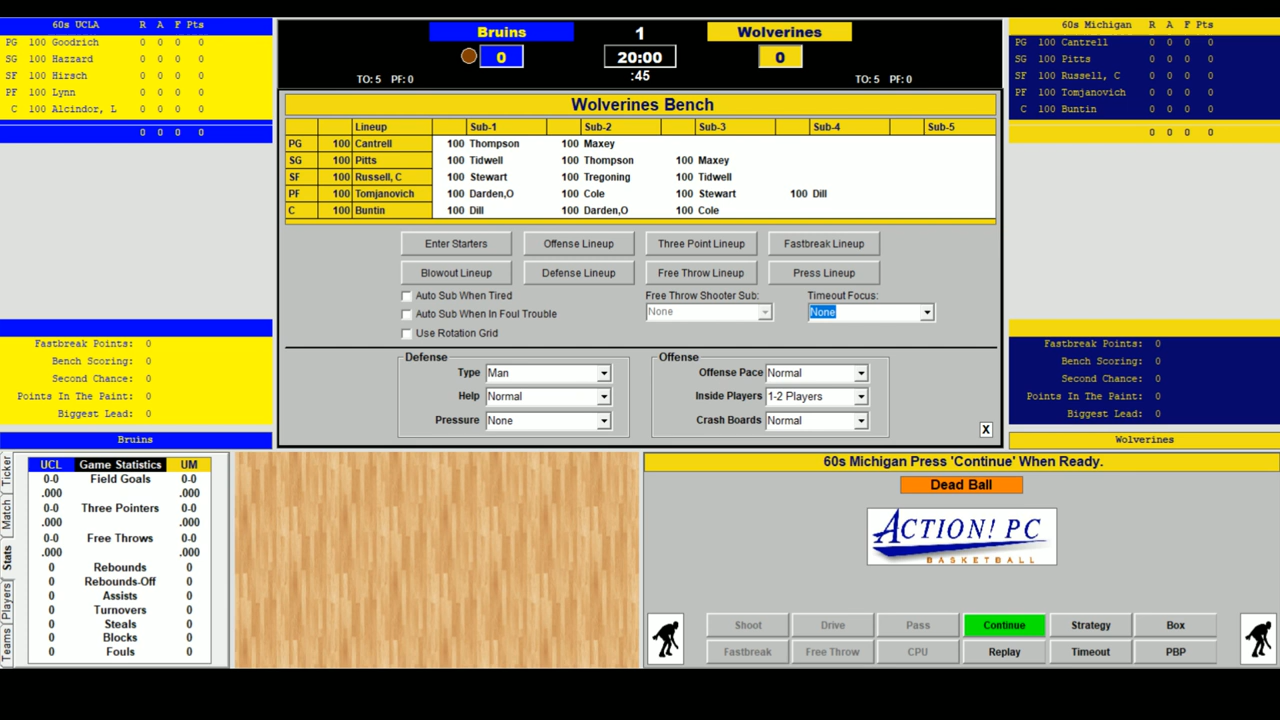 60s UCLA R A F Pts
PG 100 Goodrich 0 0 0 0
SG 100 Hazzard 0 0 0 0
SF 100 Hirsch 0 0 0 0
PF 100 Lynn 0 0 0 0
C 100 Alcindor, L 0 0 0 0
0 0 0 0
Fastbreak Points: 0
Bench Scoring: 0
Second Chance: 0
Points In The Paint: 0
Biggest Lead: 0
Bruins
Bruins 1 Wolverines
0 20:00 0
:45
TO: 5 PF: 0 TO: 5 PF: 0
60s Michigan R A F Pts
PG 100 Cantrell 0 0 0 0
SG 100 Pitts 0 0 0 0
SF 100 Russell, C 0 0 0 0
PF 100 Tomjanovich 0 0 0 0
C 100 Buntin 0 0 0 0
0 0 0 0
Fastbreak Points: 0
Bench Scoring: 0
Second Chance: 0
Points In The Paint: 0
Biggest Lead: 0
Wolverines
Wolverines Bench
Lineup Sub-1 Sub-2 Sub-3 Sub-4 Sub-5
PG 100 Cantrell 100 Thompson 100 Maxey
SG 100 Pitts 100 Tidwell 100 Thompson 100 Maxey
SF 100 Russell, C 100 Stewart 100 Tregoning 100 Tidwell
PF 100 Tomjanovich 100 Darden,O 100 Cole 100 Stewart 100 Dill
C 100 Buntin 100 Dill 100 Darden,O 100 Cole
Enter Starters Offense Lineup Three Point Lineup Fastbreak Lineup
Blowout Lineup Defense Lineup Free Throw Lineup Press Lineup
Auto Sub When Tired Free Throw Shooter Sub: Timeout Focus:
Auto Sub When In Foul Trouble None None
Use Rotation Grid
Defense Offense
Type Man Offense Pace Normal
Help Normal Inside Players 1-2 Players
Pressure None Crash Boards Normal
X
Ticker
Match
Stats
Players
Teams
UCL Game Statistics UM
0-0 Field Goals 0-0
.000 .000
0-0 Three Pointers 0-0
.000 .000
0-0 Free Throws 0-0
.000 .000
0 Rebounds 0
0 Rebounds-Off 0
0 Assists 0
0 Turnovers 0
0 Steals 0
0 Blocks 0
0 Fouls 0
60s Michigan Press 'Continue' When Ready.
Dead Ball
ACTION! PC
BASKETBALL
Shoot Drive Pass Continue Strategy Box
Fastbreak Free Throw CPU Replay Timeout PBP